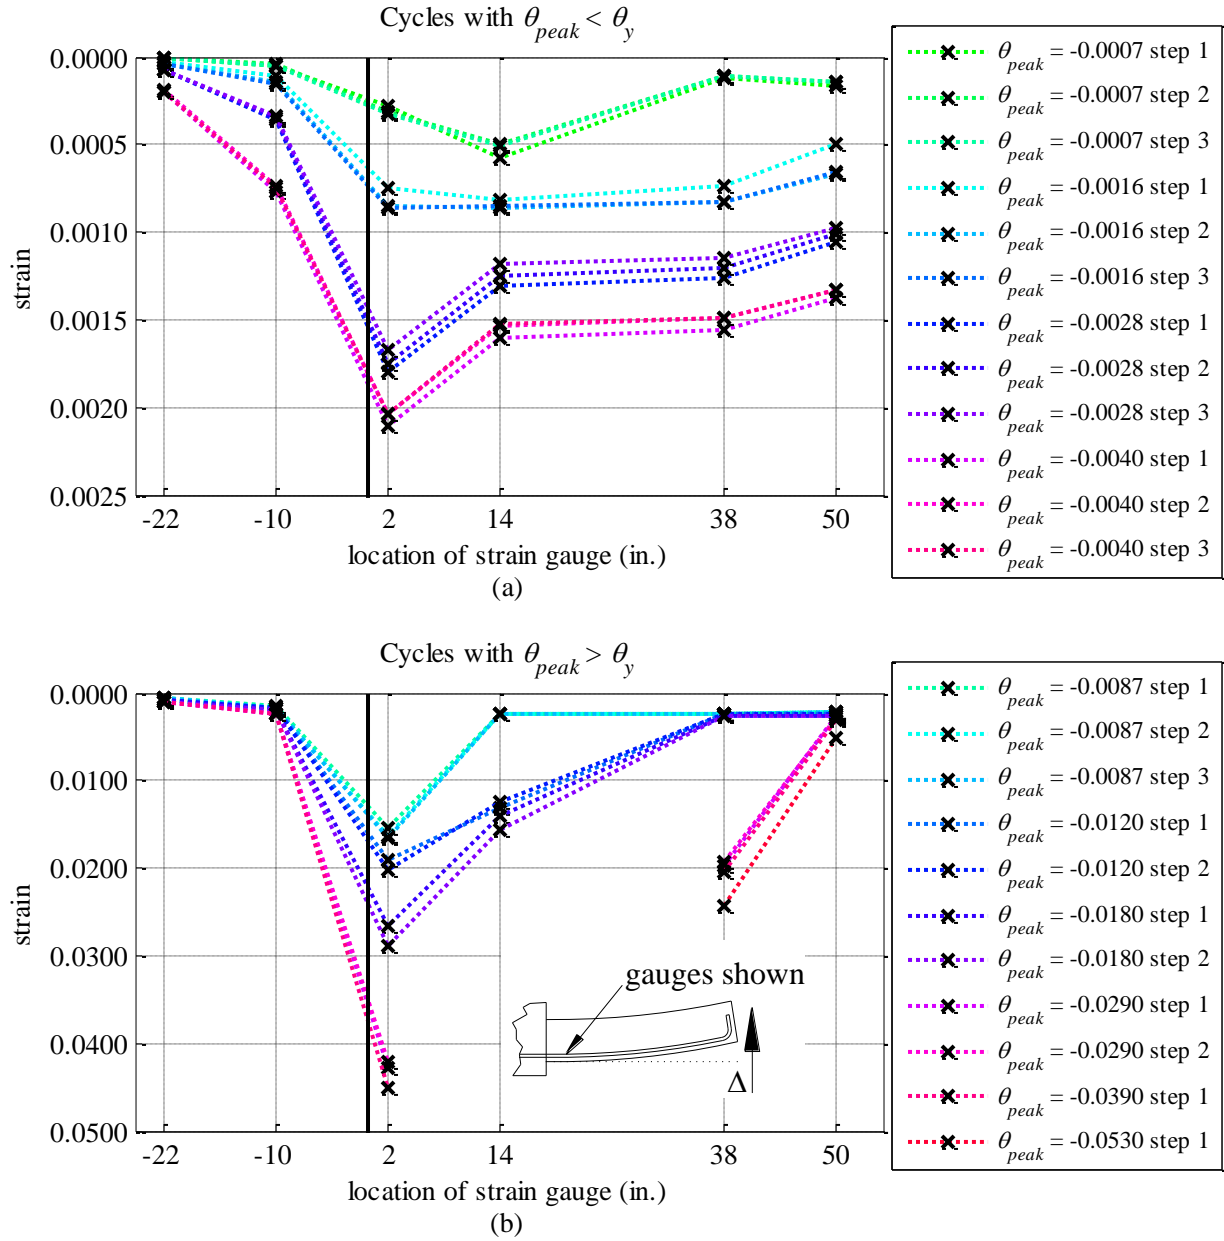 Cycles with θpeak < θy
0.0000
0.0005
0.0010
0.0015
0.0020
0.0025
strain
-22 -10 2 14 38 50
location of strain gauge (in.)
(a)
θpeak = -0.0007 step 1
θpeak = -0.0007 step 2
θpeak = -0.0007 step 3
θpeak = -0.0016 step 1
θpeak = -0.0016 step 2
θpeak = -0.0016 step 3
θpeak = -0.0028 step 1
θpeak = -0.0028 step 2
θpeak = -0.0028 step 3
θpeak = -0.0040 step 1
θpeak = -0.0040 step 2
θpeak = -0.0040 step 3
Cycles with θpeak > θy
0.0000
0.0100
0.0200
0.0300
0.0400
0.0500
strain
gauges shown
Δ
-22 -10 2 14 38 50
location of strain gauge (in.)
(b)
θpeak = -0.0087 step 1
θpeak = -0.0087 step 2
θpeak = -0.0087 step 3
θpeak = -0.0120 step 1
θpeak = -0.0120 step 2
θpeak = -0.0180 step 1
θpeak = -0.0180 step 2
θpeak = -0.0290 step 1
θpeak = -0.0290 step 2
θpeak = -0.0390 step 1
θpeak = -0.0530 step 1